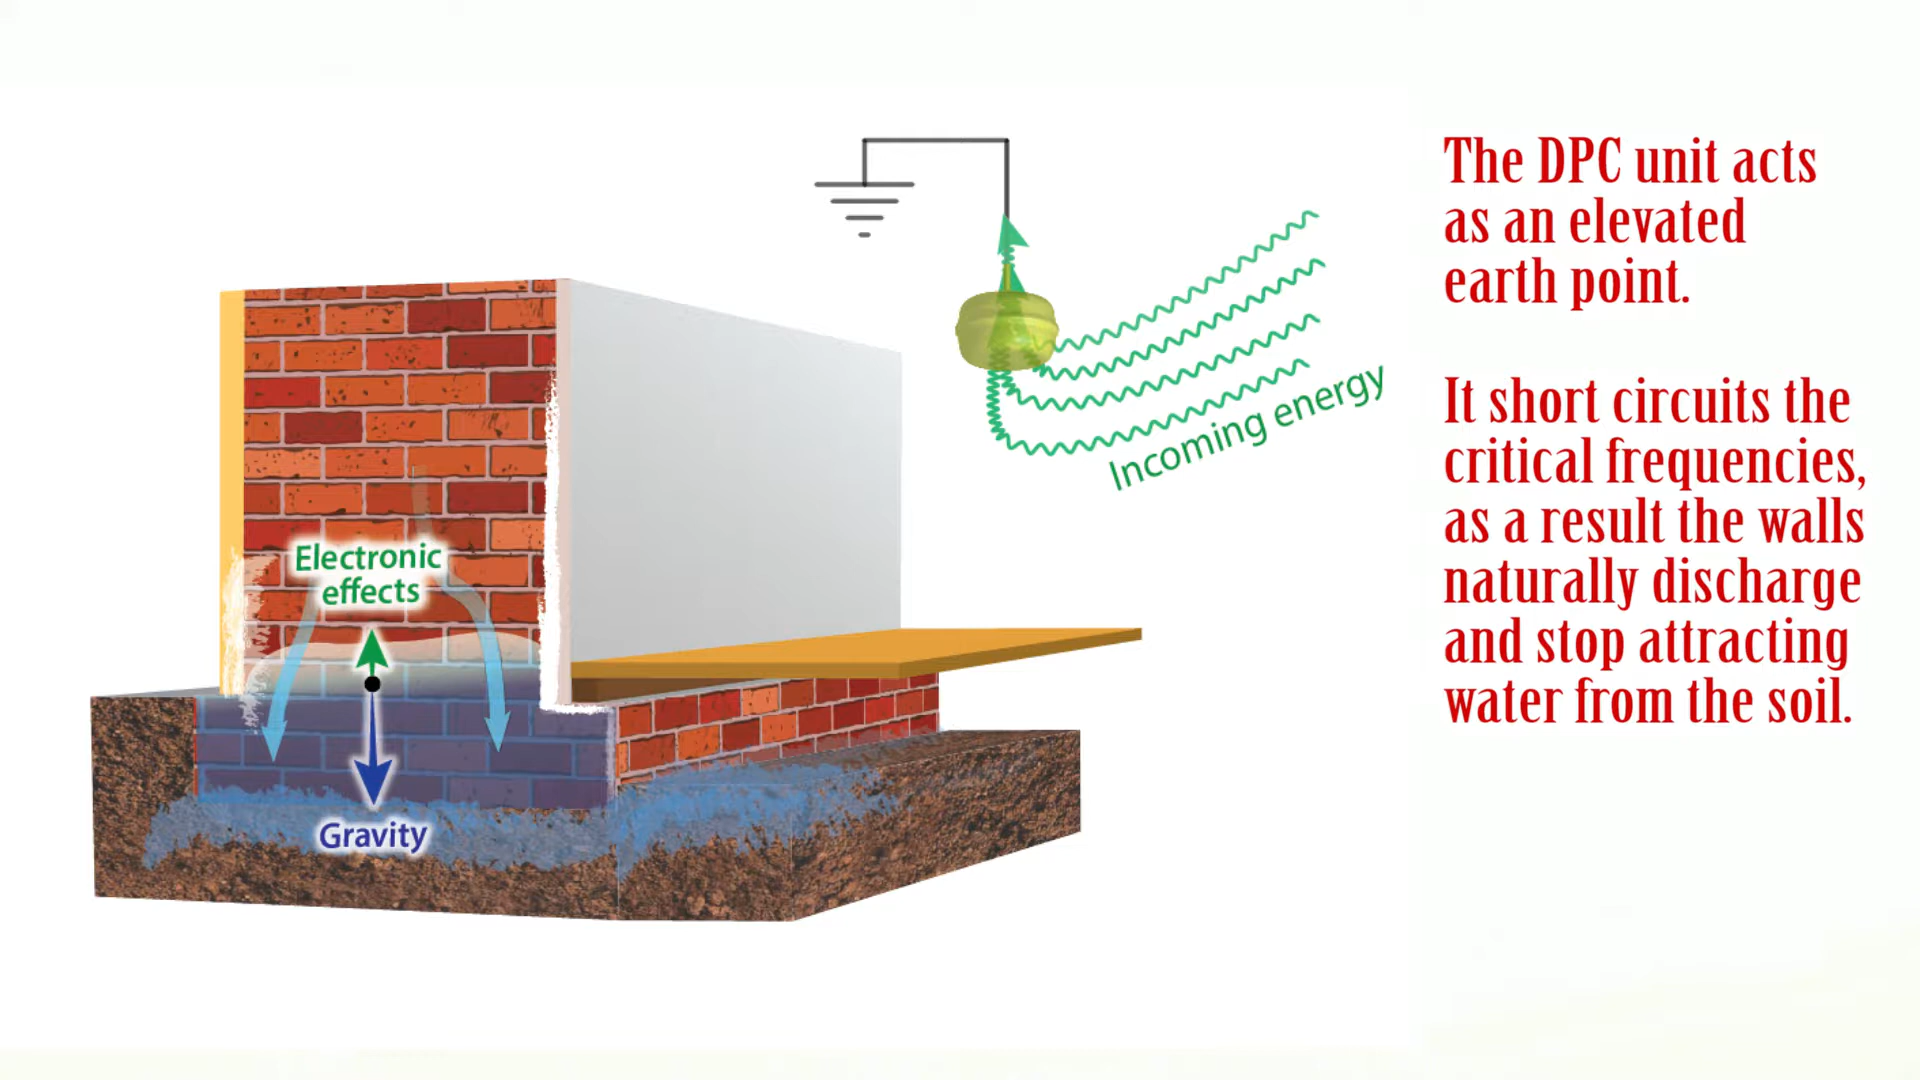 The DPC unit acts
as an elevated
earth point.
It short circuits the
critical frequencies,
as a result the walls
naturally discharge
and stop attracting
water from the soil.
Incoming energy
Electronic
effects
Gravity